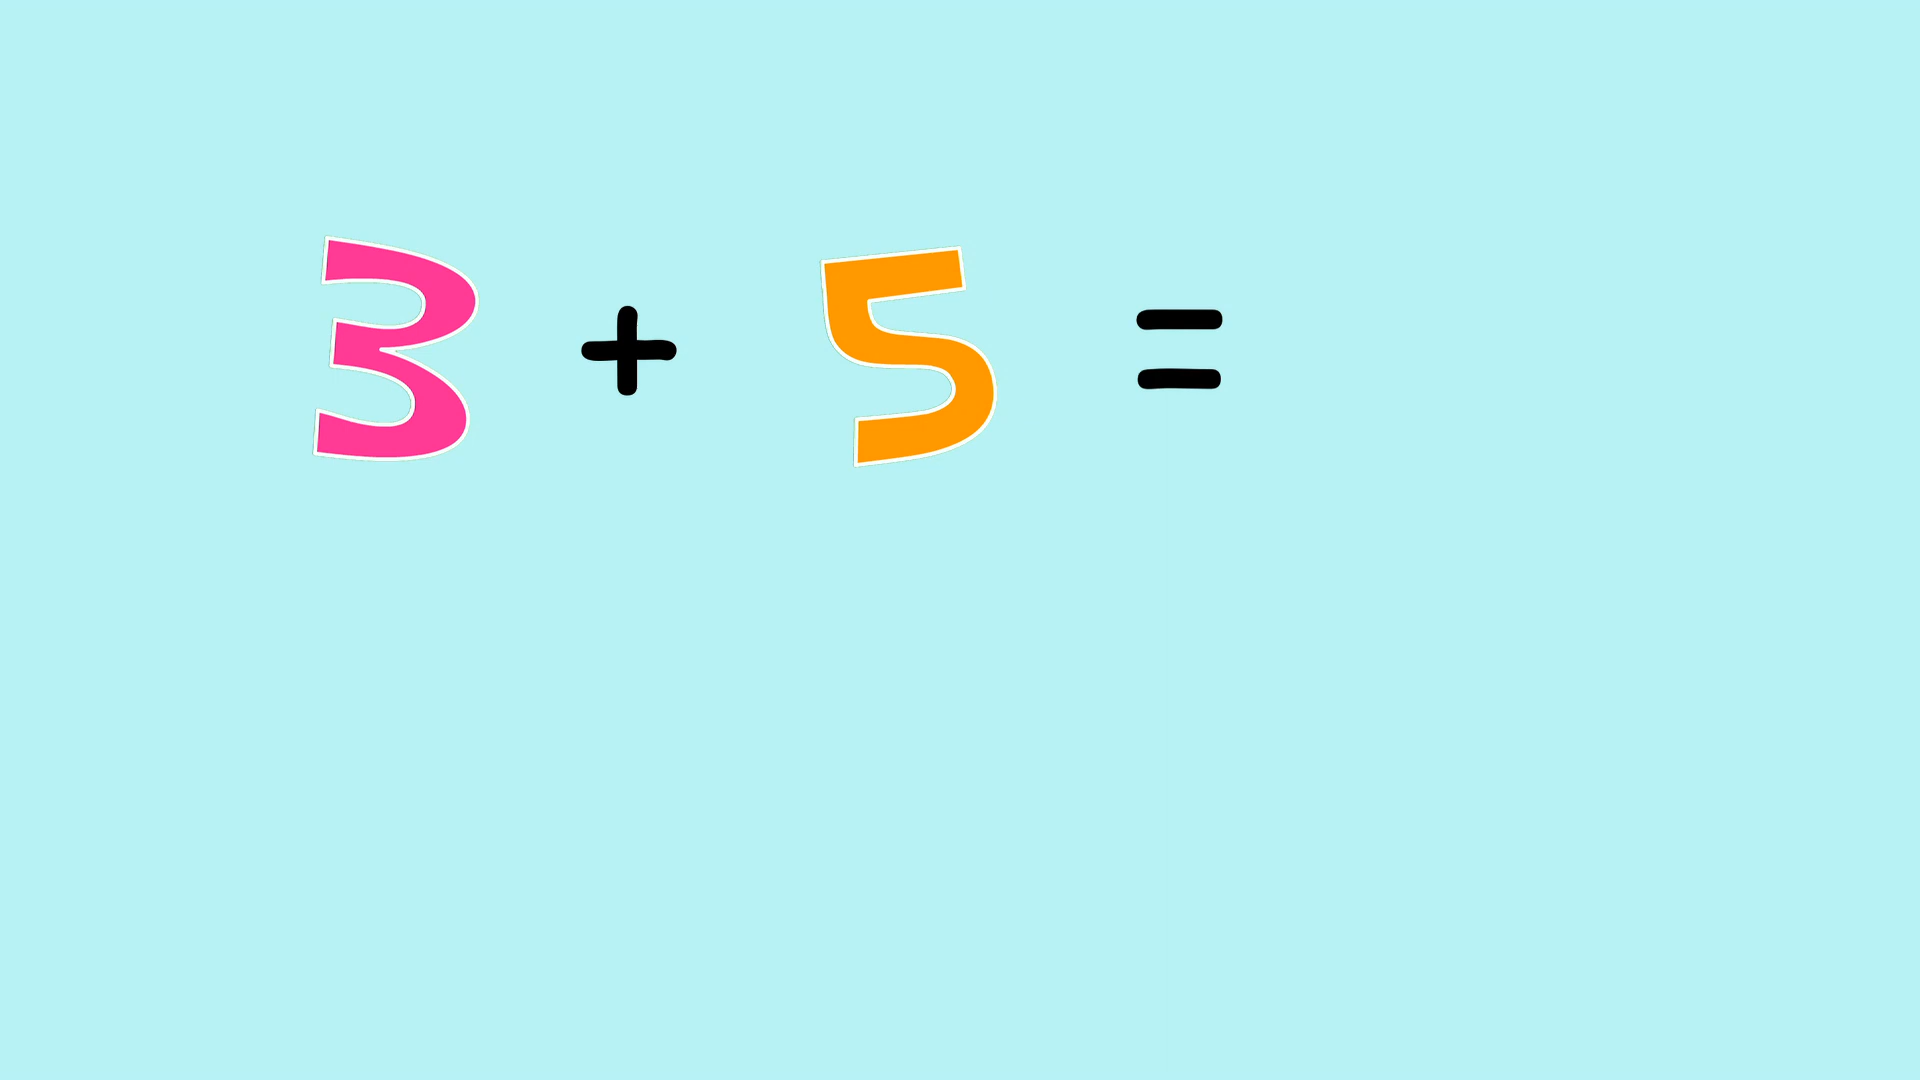 3 + 5 =